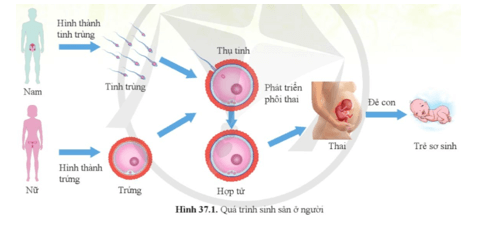 Hình thành
tinh trùng
Nam
Tinh trùng
Thụ tinh
Phát triển
phôi thai
Đẻ con
Nữ
Hình thành
trứng
Trứng
Hợp tử
Thai
Trẻ sơ sinh
Hình 37.1. Quá trình sinh sản ở người